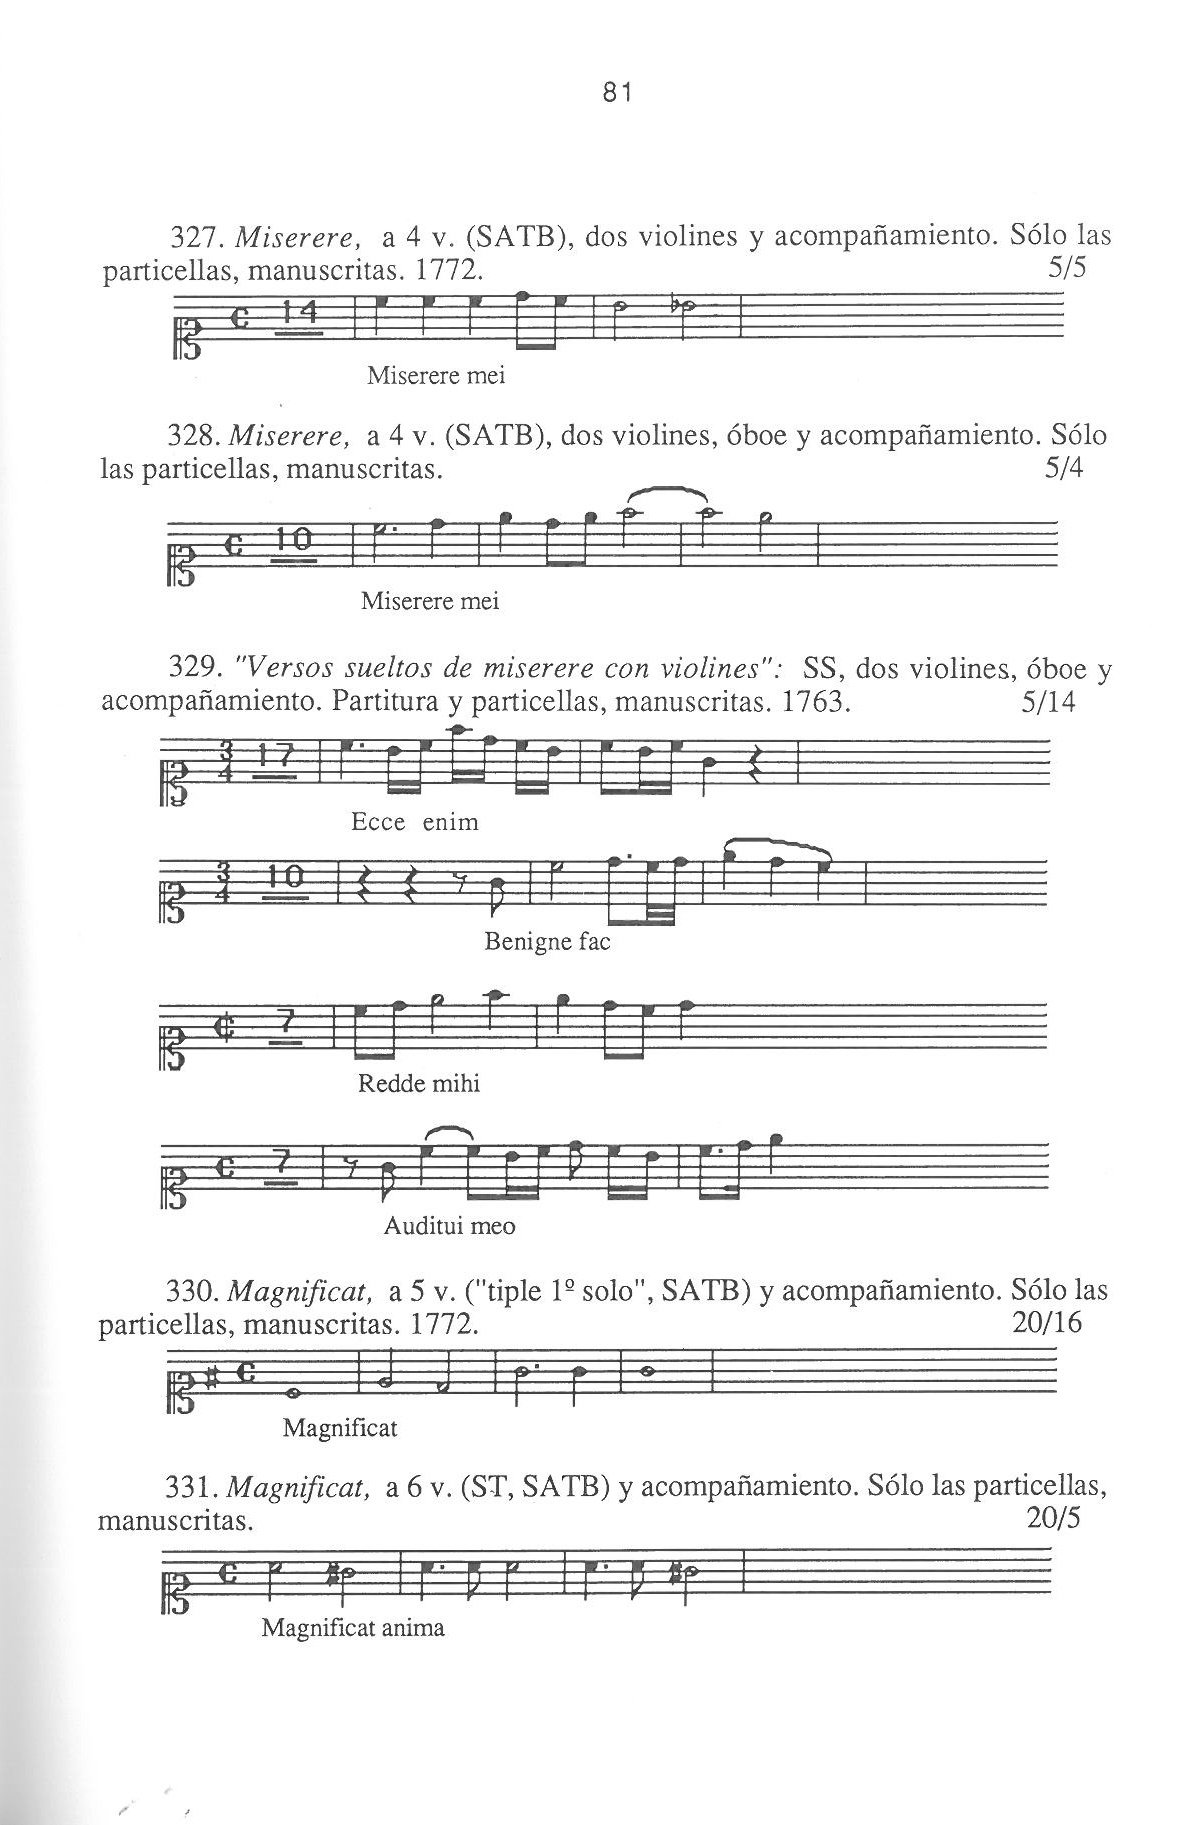 81
327. Miserere, a 4 v. (SATB), dos violines y acompañamiento. Sólo las
particellas, manuscritas. 1772. 5/5
14
Miserere mei
328. Miserere, a 4 v. (SATB), dos violines, óboe y acompañamiento. Sólo
las particellas, manuscritas. 5/4
10
Miserere mei
329. "Versos sueltos de miserere con violines": SS, dos violines, óboe y
acompañamiento. Partitura y particellas, manuscritas. 1763. 5/14
3/4 17
Ecce enim
3/4 10
Benigne fac
7
Redde mihi
7
Auditui meo
330. Magnificat, a 5 v. ("tiple 1º solo", SATB) y acompañamiento. Sólo las
particellas, manuscritas. 1772. 20/16
Magnificat
331. Magnificat, a 6 v. (ST, SATB) y acompañamiento. Sólo las particellas,
manuscritas. 20/5
Magnificat anima